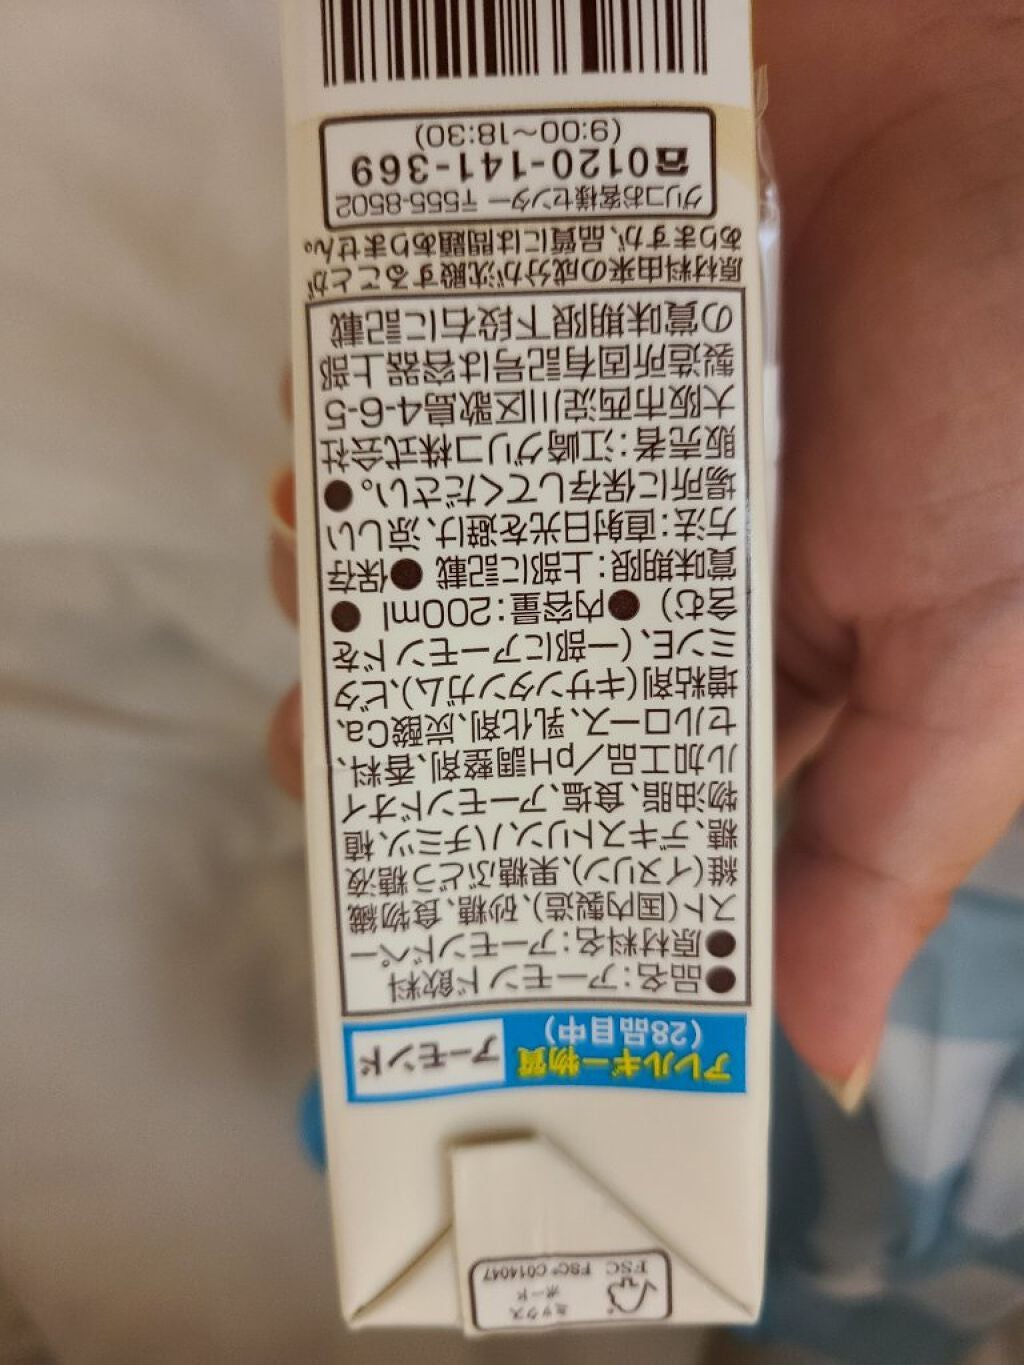 ミックス
ボード
FSC
FSC® C014047
アレルギー物質
(28品目中)
アーモンド
●品名:アーモンド飲料
●原材料名:アーモンドペー
スト(国内製造)、砂糖、食物繊
維(イヌリン)、果糖ぶどう糖液
糖、デキストリン、ハチミツ、植
物油脂、食塩、アーモンドオイ
ル加工品/pH調整剤、香料、
セルロース、乳化剤、炭酸Ca、
増粘剤(キサンタンガム)、ビタ
ミンE、(一部にアーモンドを
含む) ●内容量:200ml ●
賞味期限:上部に記載 ●保存
方法:直射日光を避け、涼しい
場所に保存してください。●
販売者:江崎グリコ株式会社
大阪市西淀川区歌島4-6-5
製造所固有記号は容器上部
の賞味期限下段右に記載
原材料由来の成分が沈殿することが
ありますが、品質には問題ありません。
グリコお客様センター 〒555-8502
☎0120-141-369
(9:00~18:30)